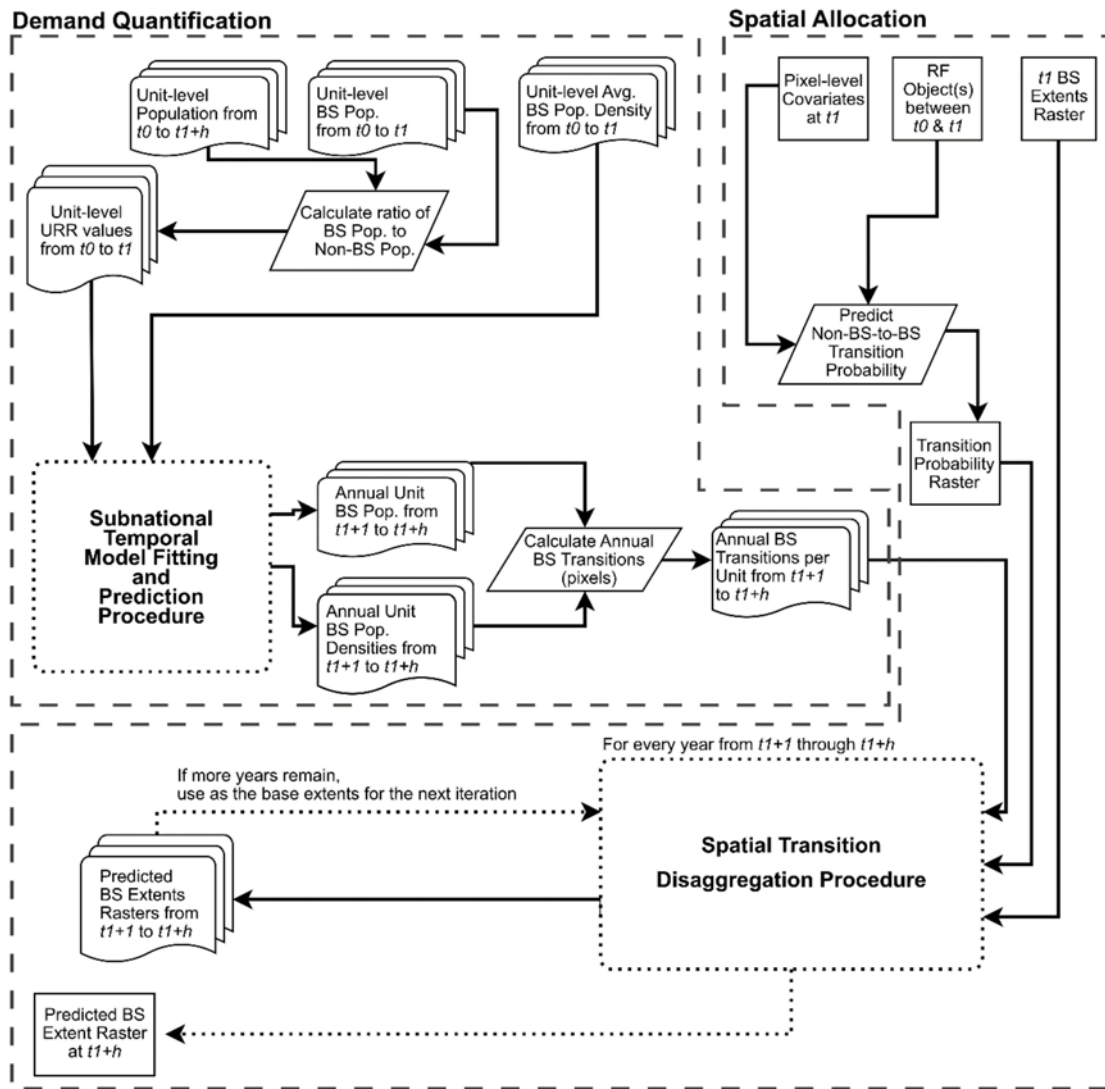 Demand Quantification
Spatial Allocation
Unit-level
Population from
t0 to t1+h
Unit-level
BS Pop.
from t0 to t1
Unit-level Avg.
BS Pop. Density
from t0 to t1
Pixel-level
Covariates
at t1
RF
Object(s)
between
t0 & t1
t1 BS
Extents
Raster
Unit-level
URR values
from t0 to t1
Calculate ratio of
BS Pop. to
Non-BS Pop.
Predict
Non-BS-to-BS
Transition
Probability
Transition
Probability
Raster
Subnational
Temporal
Model Fitting
and
Prediction
Procedure
Annual Unit
BS Pop. from
t1+1 to t1+h
Annual Unit
BS Pop.
Densities from
t1+1 to t1+h
Calculate Annual
BS Transitions
(pixels)
Annual BS
Transitions per
Unit from t1+1
to t1+h
For every year from t1+1 through t1+h
If more years remain,
use as the base extents for the next iteration
Spatial Transition
Disaggregation Procedure
Predicted
BS Extents
Rasters from
t1+1 to t1+h
Predicted BS
Extent Raster
at t1+h